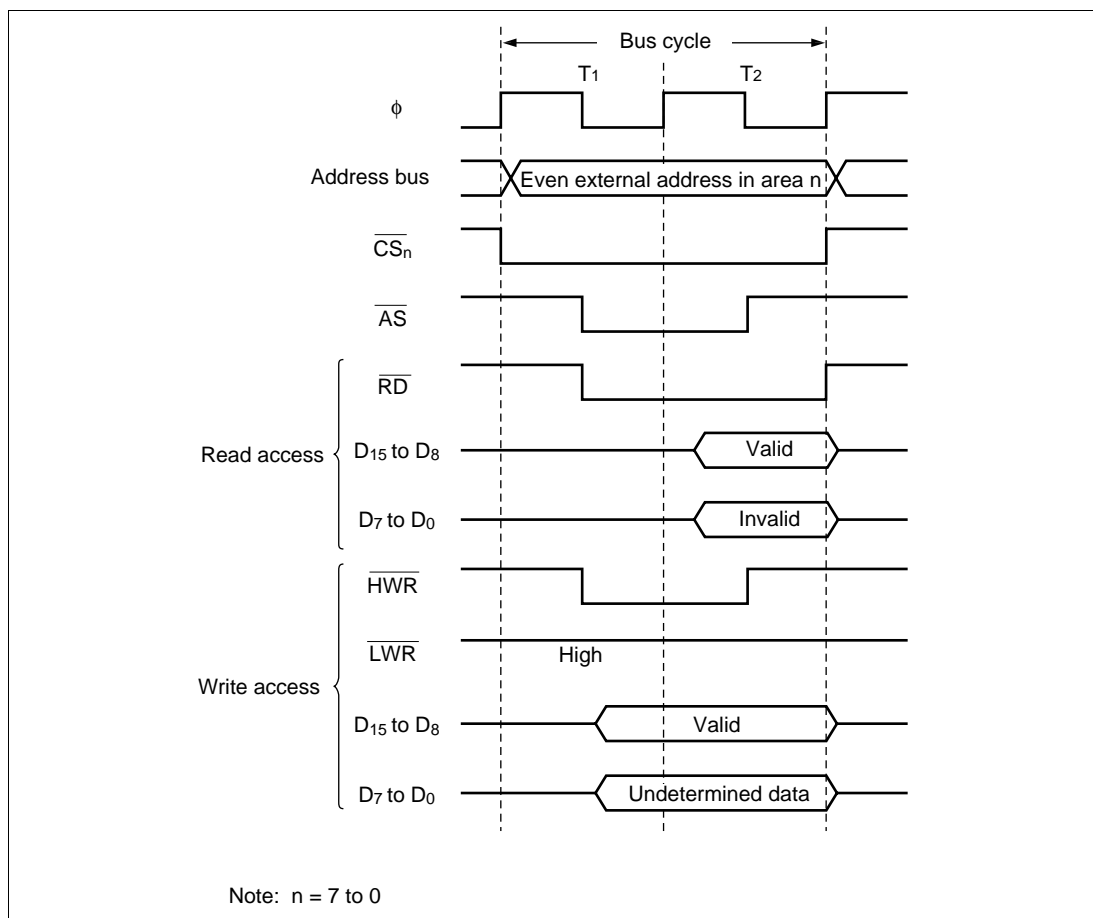 Bus cycle
T1 T2
ϕ
Address bus Even external address in area n
CSn
AS
Read access
RD
D15 to D8 Valid
D7 to D0 Invalid
Write access
HWR
LWR High
D15 to D8 Valid
D7 to D0 Undetermined data
Note: n = 7 to 0